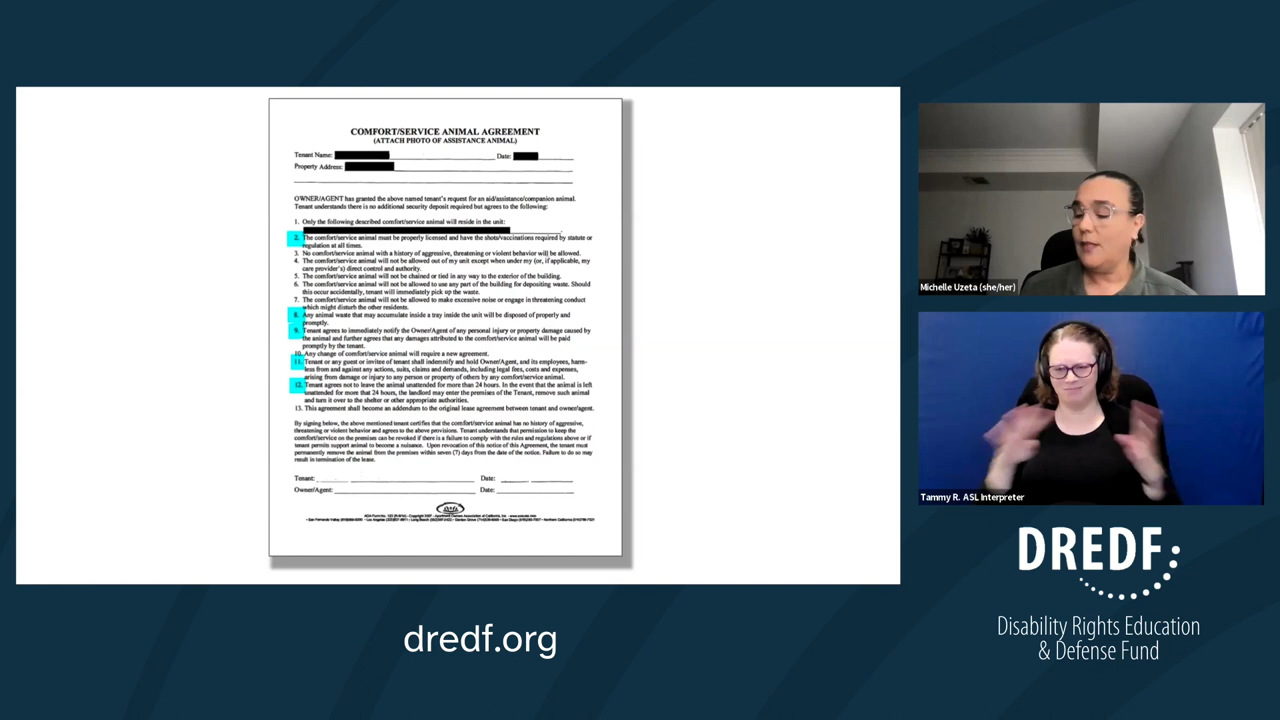 COMFORT/SERVICE ANIMAL AGREEMENT
(ATTACH PHOTO OF ASSISTANCE ANIMAL)
Tenant Name: Date:
Property Address:
OWNER/AGENT has granted the above named tenant's request for an aid/assistance/companion animal.
Tenant understands there is no additional security deposit required but agrees to the following:
1. Only the following described comfort/service animal will reside in the unit:
2. The comfort/service animal must be properly licensed and have the shots/vaccinations required by statute or
regulation at all times.
3. No comfort/service animal with a history of aggressive, threatening or violent behavior will be allowed.
4. The comfort/service animal will not be allowed out of my unit except when under my (or, if applicable, my
care provider's) direct control and authority.
5. The comfort/service animal will not be chained or tied in any way to the exterior of the building.
6. The comfort/service animal will not be allowed to use any part of the building for depositing waste. Should
this occur accidentally, tenant will immediately pick up the waste.
7. The comfort/service animal will not be allowed to make excessive noise or engage in threatening conduct
which might disturb the other residents.
8. Any animal waste that may accumulate inside a tray inside the unit will be disposed of properly and
promptly.
9. Tenant agrees to immediately notify the Owner/Agent of any personal injury or property damage caused by
the animal and further agrees that any damages attributed to the comfort/service animal will be paid
promptly by the tenant.
10. Any change of comfort/service animal will require a new agreement.
11. Tenant or any guest or invitee of tenant shall indemnify and hold Owner/Agent, and its employees, harm-
less from and against any actions, suits, claims and demands, including legal fees, costs and expenses,
arising from damage or injury to any person or property of others by any comfort/service animal.
12. Tenant agrees not to leave the animal unattended for more than 24 hours. In the event that the animal is left
unattended for more that 24 hours, the landlord may enter the premises of the Tenant, remove such animal
and turn it over to the shelter or other appropriate authorities.
13. This agreement shall become an addendum to the original lease agreement between tenant and owner/agent.
By signing below, the above mentioned tenant certifies that the comfort/service animal has no history of aggressive,
threatening or violent behavior and agrees to the above provisions. Tenant understands that permission to keep the
comfort/service on the premises can be revoked if there is a failure to comply with the rules and regulations above or if
tenant permits support animal to become a nuisance. Upon revocation of this notice of this Agreement, the tenant must
permanently remove the animal from the premises within seven (7) days from the date of the notice. Failure to do so may
result in termination of the lease.
Tenant: Date:
Owner/Agent: Date:
Michelle Uzeta (she/her)
Tammy R. ASL Interpreter
DREDF
Disability Rights Education
& Defense Fund
dredf.org